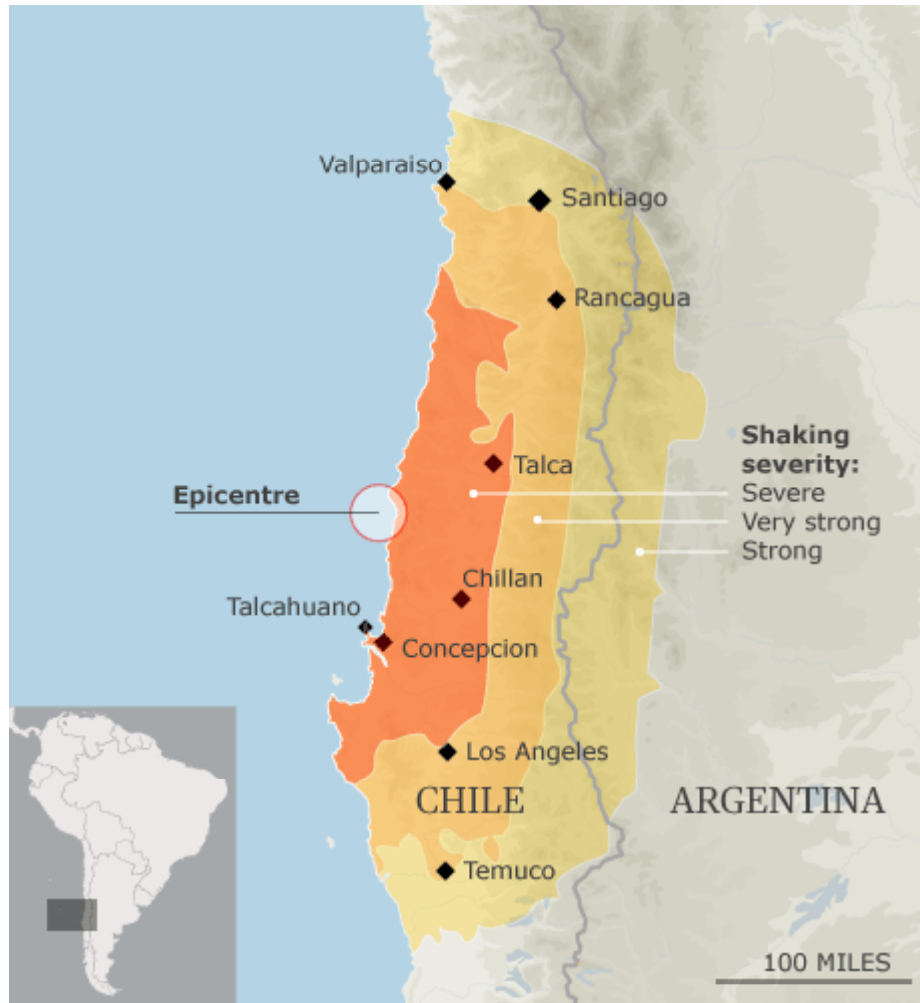 Valparaiso
Santiago
Rancagua
Shaking
severity:
Severe
Very strong
Strong
Talca
Epicentre
Chillan
Talcahuano
Concepcion
Los Angeles
CHILE
ARGENTINA
Temuco
100 MILES